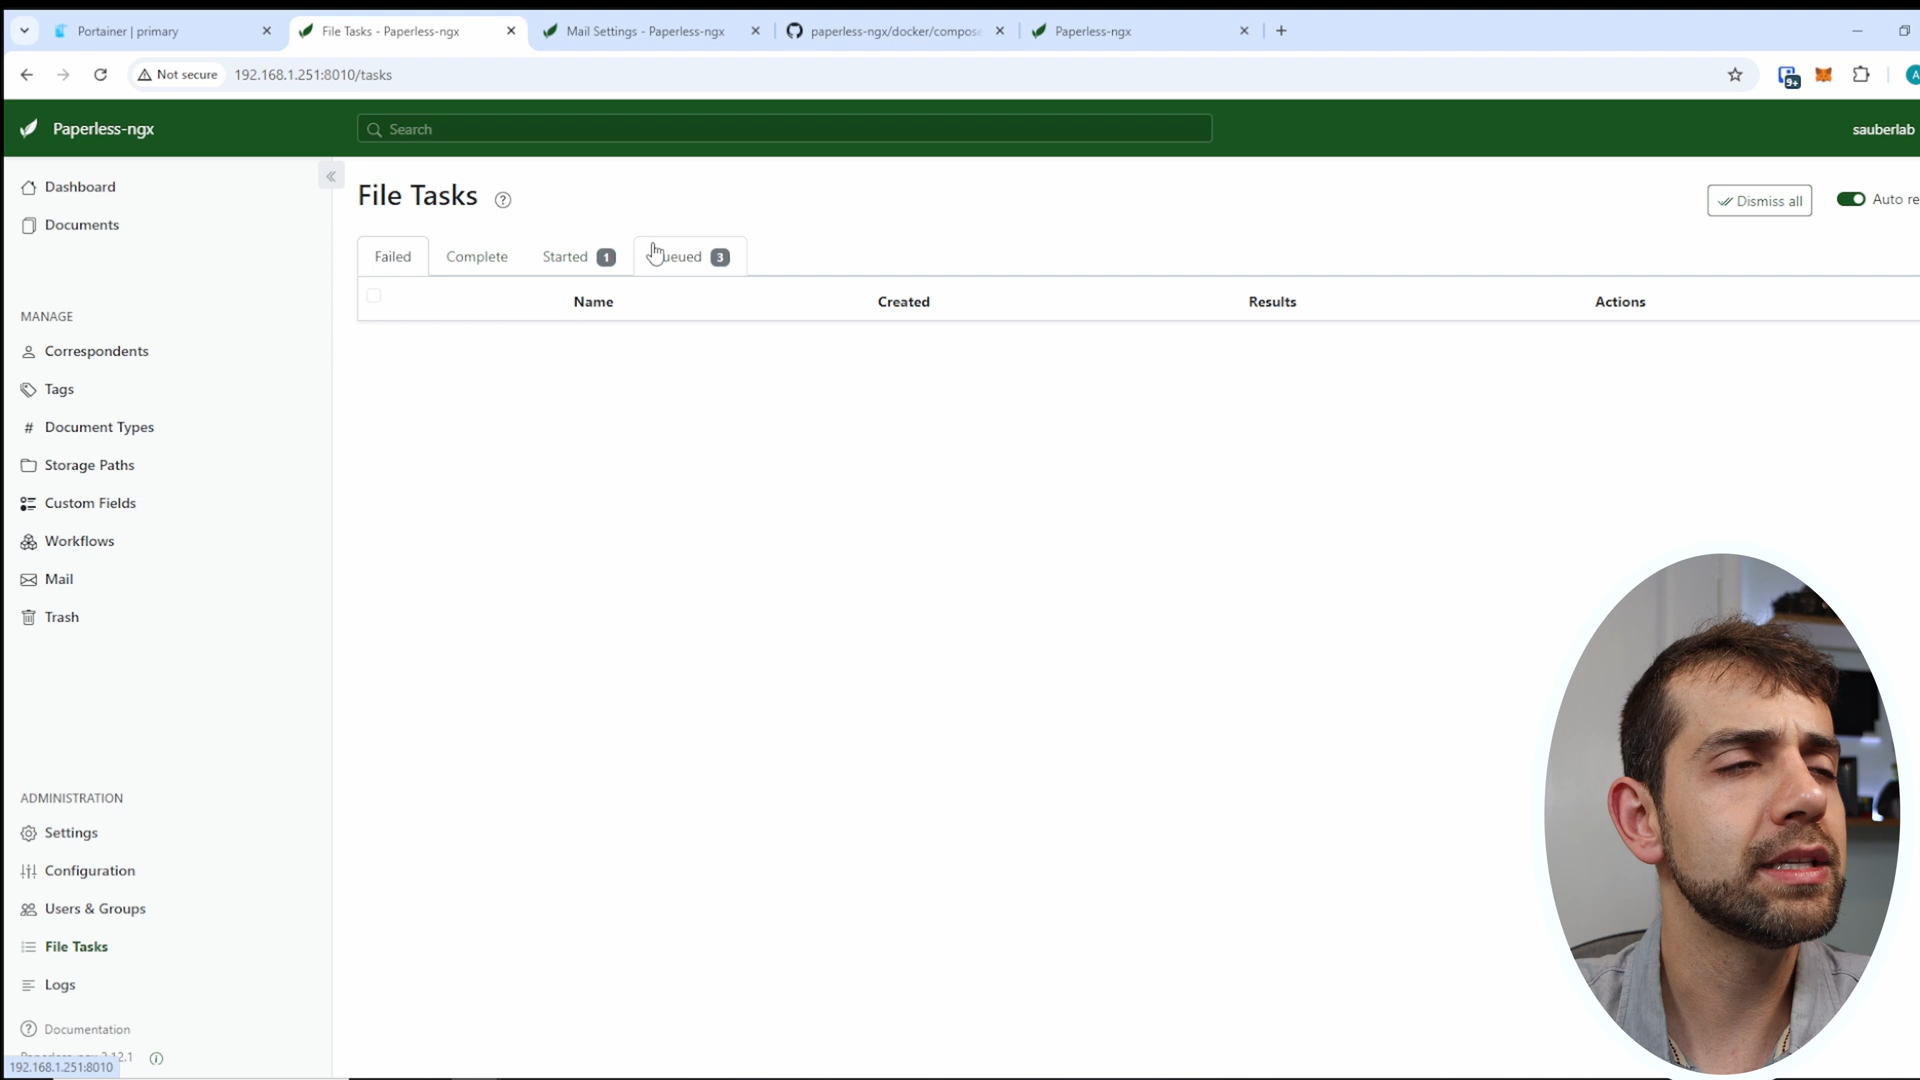 Portainer | primary
File Tasks - Paperless-ngx
Mail Settings - Paperless-ngx
paperless-ngx/docker/compose
Paperless-ngx
Not secure
192.168.1.251:8010/tasks
9+
A
Paperless-ngx
Search
sauberlab
Dashboard
Documents
MANAGE
Correspondents
Tags
# Document Types
Storage Paths
Custom Fields
Workflows
Mail
Trash
ADMINISTRATION
Settings
Configuration
Users & Groups
File Tasks
Logs
Documentation
192.168.1.251:8010
File Tasks
Dismiss all
Auto re
Failed
Complete
Started 1
ueued 3
Name
Created
Results
Actions